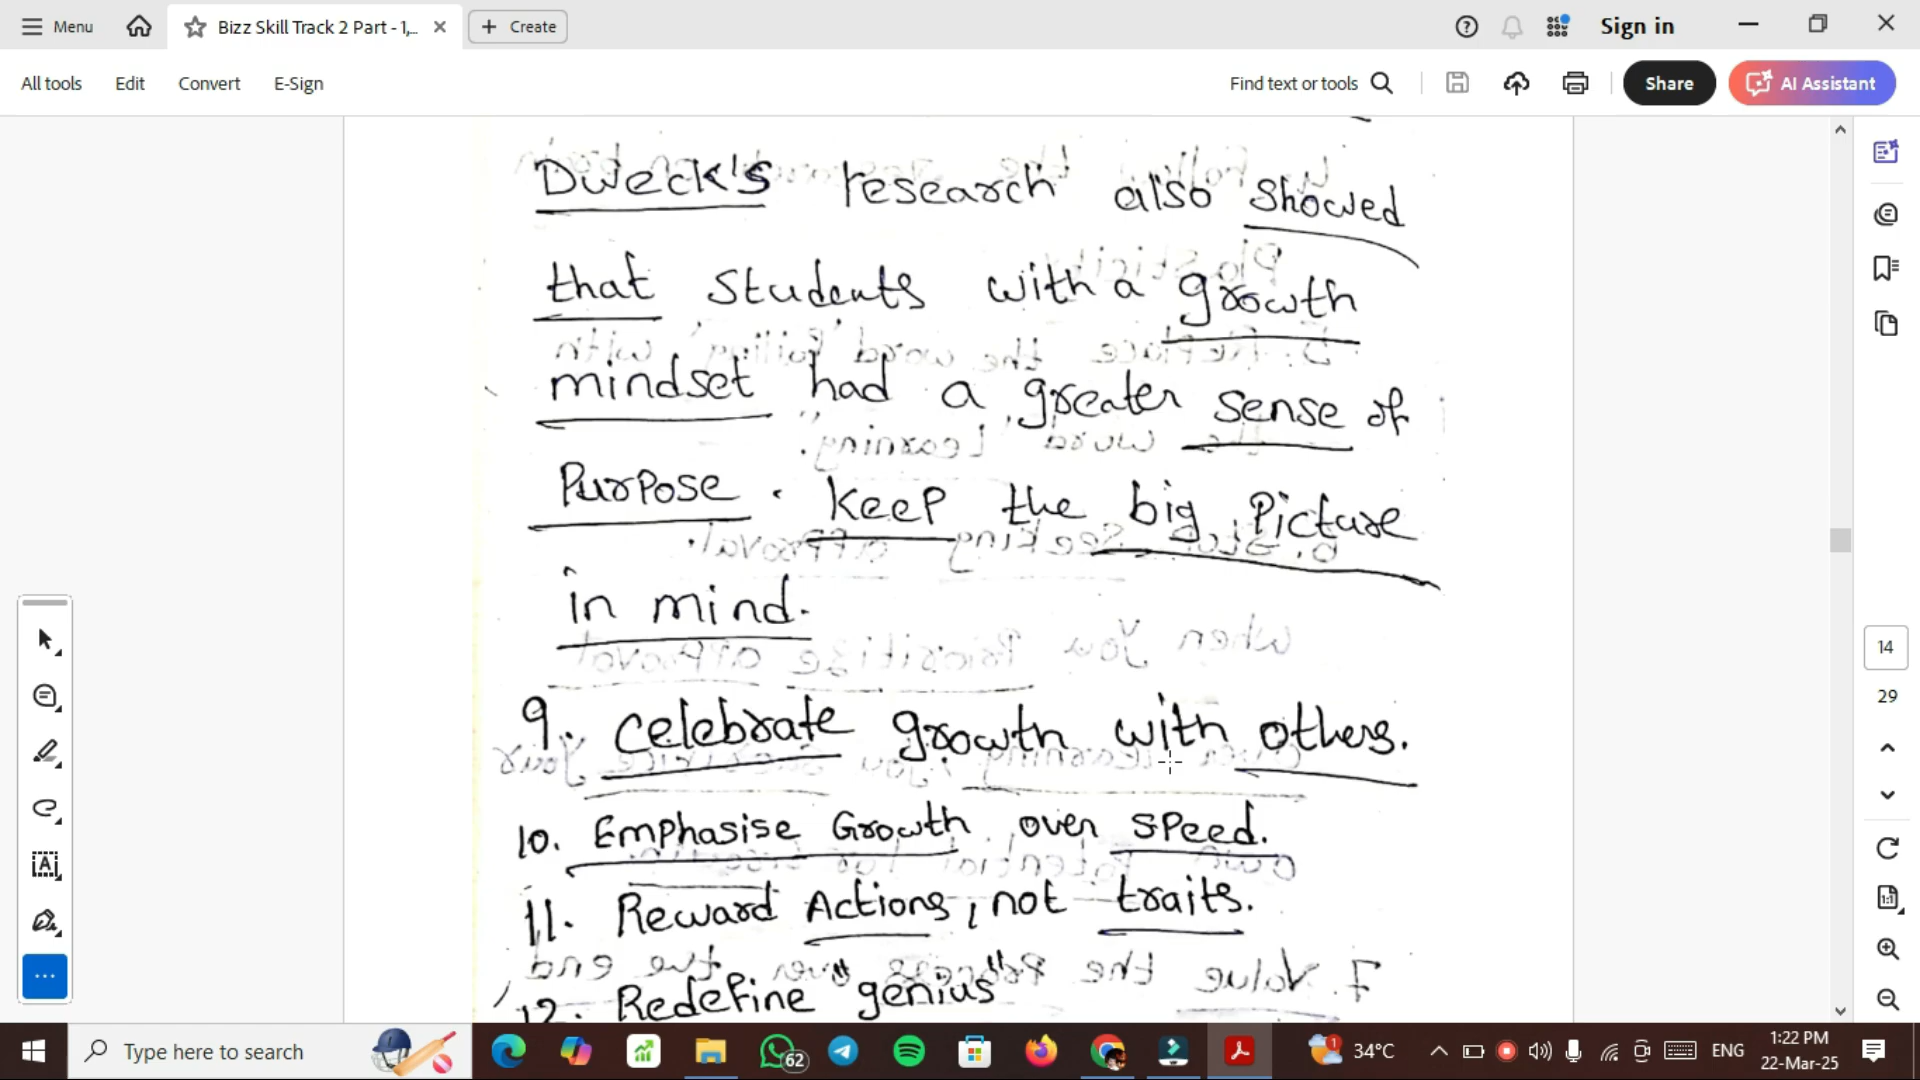 Menu
Bizz Skill Track 2 Part - 1,...
Create
Sign in
All tools
Edit
Convert
E-Sign
Find text or tools
Share
AI Assistant
Dweck's research also showed
that students with a growth
mindset had a greater sense of
Purpose. Keep the big Picture
in mind.
9. Celebrate growth with others.
10. Emphasise Growth over speed.
11. Reward Actions, not traits.
12. Redefine "genius"
14
29
Type here to search
62
34°C
ENG
1:22 PM
22-Mar-25